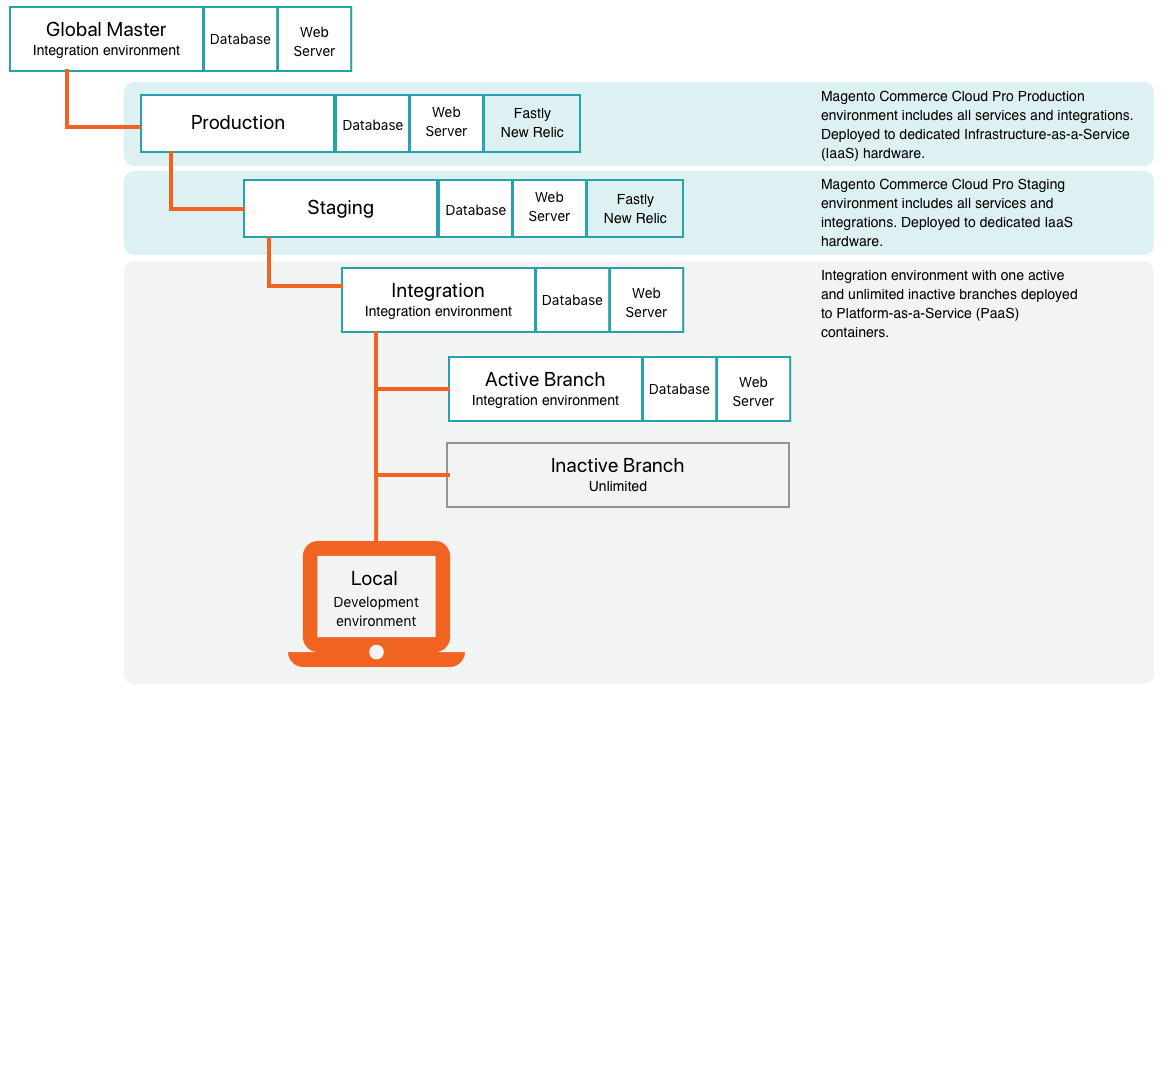 Global Master
Integration environment
Database
Web
Server
Production
Database
Web
Server
Fastly
New Relic
Magento Commerce Cloud Pro Production
environment includes all services and integrations.
Deployed to dedicated Infrastructure-as-a-Service
(IaaS) hardware.
Staging
Database
Web
Server
Fastly
New Relic
Magento Commerce Cloud Pro Staging
environment includes all services and
integrations. Deployed to dedicated IaaS
hardware.
Integration
Integration environment
Database
Web
Server
Integration environment with one active
and unlimited inactive branches deployed
to Platform-as-a-Service (PaaS)
containers.
Active Branch
Integration environment
Database
Web
Server
Inactive Branch
Unlimited
Local
Development
environment